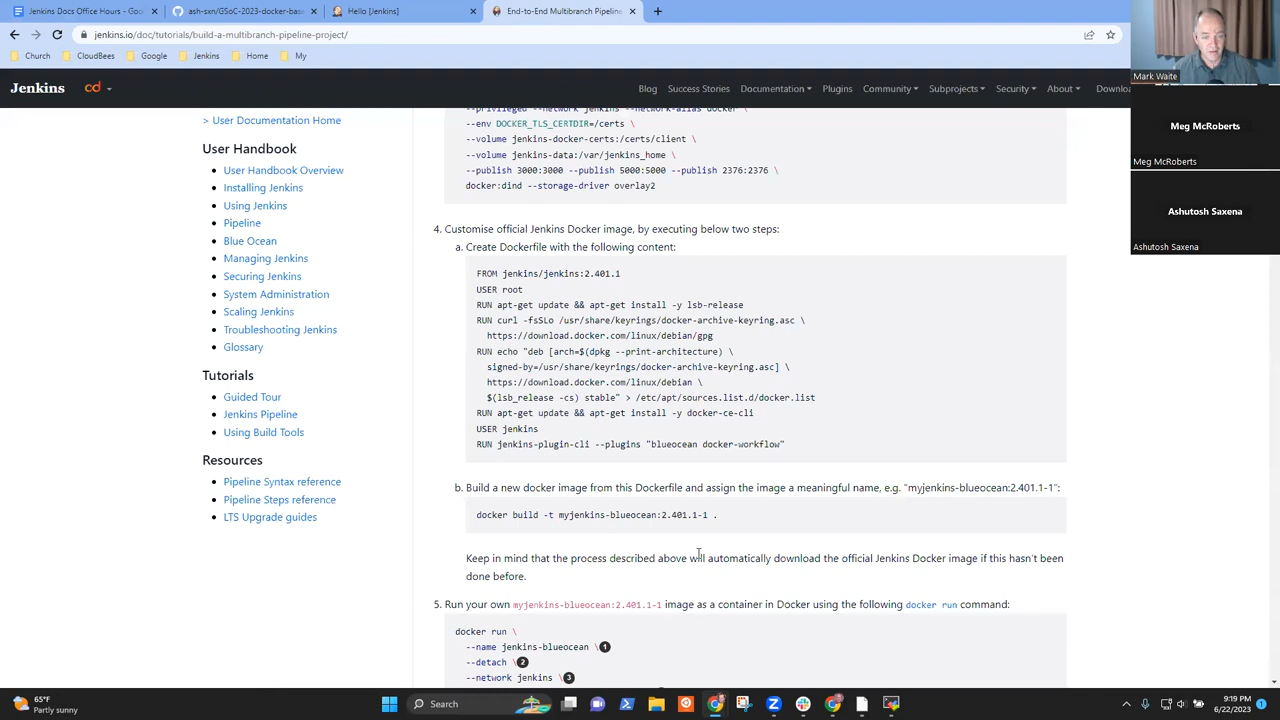 Jenkins Docs Office Hours - Goo
ash-sxn/GSoC-2023-docker-base
Hello [Jenkins]
End-to-End Multibranch Pipeline
jenkins.io/doc/tutorials/build-a-multibranch-pipeline-project/
Church
CloudBees
Google
Jenkins
Home
My
Jenkins
cd
Blog
Success Stories
Documentation
Plugins
Community
Subprojects
Security
About
Downloa
> User Documentation Home
User Handbook
User Handbook Overview
Installing Jenkins
Using Jenkins
Pipeline
Blue Ocean
Managing Jenkins
Securing Jenkins
System Administration
Scaling Jenkins
Troubleshooting Jenkins
Glossary
Tutorials
Guided Tour
Jenkins Pipeline
Using Build Tools
Resources
Pipeline Syntax reference
Pipeline Steps reference
LTS Upgrade guides
--privileged --network jenkins --network-alias docker \
--env DOCKER_TLS_CERTDIR=/certs \
--volume jenkins-docker-certs:/certs/client \
--volume jenkins-data:/var/jenkins_home \
--publish 3000:3000 --publish 5000:5000 --publish 2376:2376 \
docker:dind --storage-driver overlay2
4. Customise official Jenkins Docker image, by executing below two steps:
a. Create Dockerfile with the following content:
FROM jenkins/jenkins:2.401.1
USER root
RUN apt-get update && apt-get install -y lsb-release
RUN curl -fsSLo /usr/share/keyrings/docker-archive-keyring.asc \
https://download.docker.com/linux/debian/gpg
RUN echo "deb [arch=$(dpkg --print-architecture) \
signed-by=/usr/share/keyrings/docker-archive-keyring.asc] \
https://download.docker.com/linux/debian \
$(lsb_release -cs) stable" > /etc/apt/sources.list.d/docker.list
RUN apt-get update && apt-get install -y docker-ce-cli
USER jenkins
RUN jenkins-plugin-cli --plugins "blueocean docker-workflow"
b. Build a new docker image from this Dockerfile and assign the image a meaningful name, e.g. "myjenkins-blueocean:2.401.1-1":
docker build -t myjenkins-blueocean:2.401.1-1 .
Keep in mind that the process described above will automatically download the official Jenkins Docker image if this hasn't been
done before.
5. Run your own myjenkins-blueocean:2.401.1-1 image as a container in Docker using the following docker run command:
docker run \
--name jenkins-blueocean \ 1
--detach \ 2
--network jenkins \ 3
Mark Waite
Meg McRoberts
Meg McRoberts
Ashutosh Saxena
Ashutosh Saxena
65°F
Partly sunny
Search
9:19 PM
6/22/2023